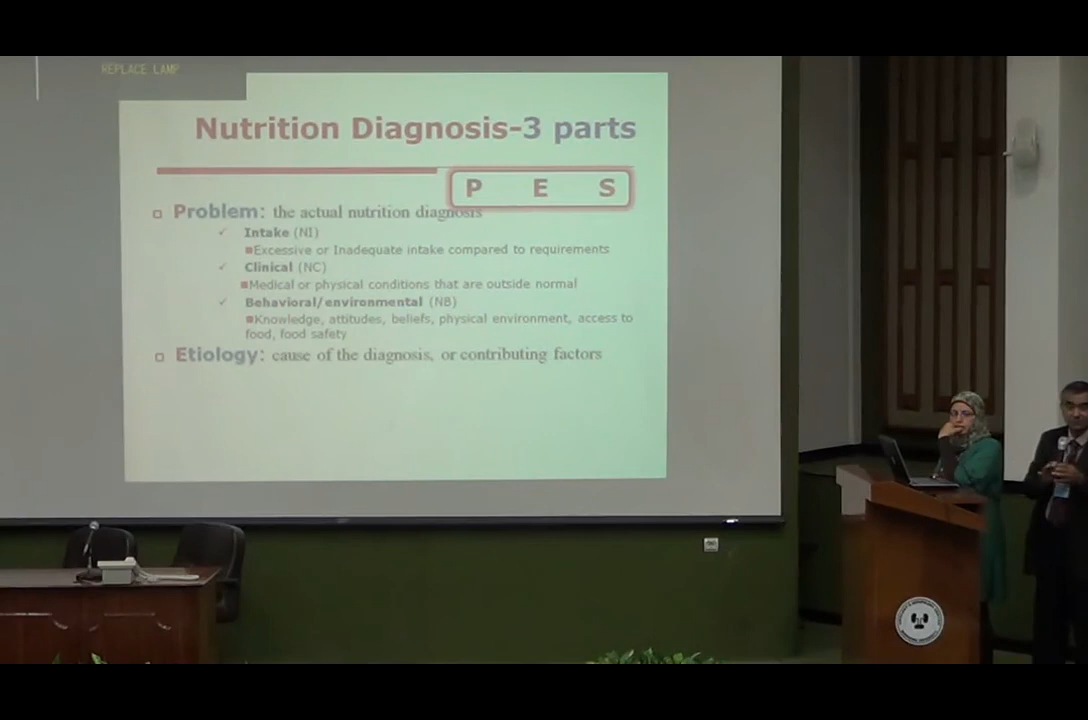 REPLACE LAMP
Nutrition Diagnosis-3 parts
P E S
Problem: the actual nutrition diagnosis
Intake (NI)
Excessive or Inadequate intake compared to requirements
Clinical (NC)
Medical or physical conditions that are outside normal
Behavioral/environmental (NB)
Knowledge, attitudes, beliefs, physical environment, access to
food, food safety
Etiology: cause of the diagnosis, or contributing factors